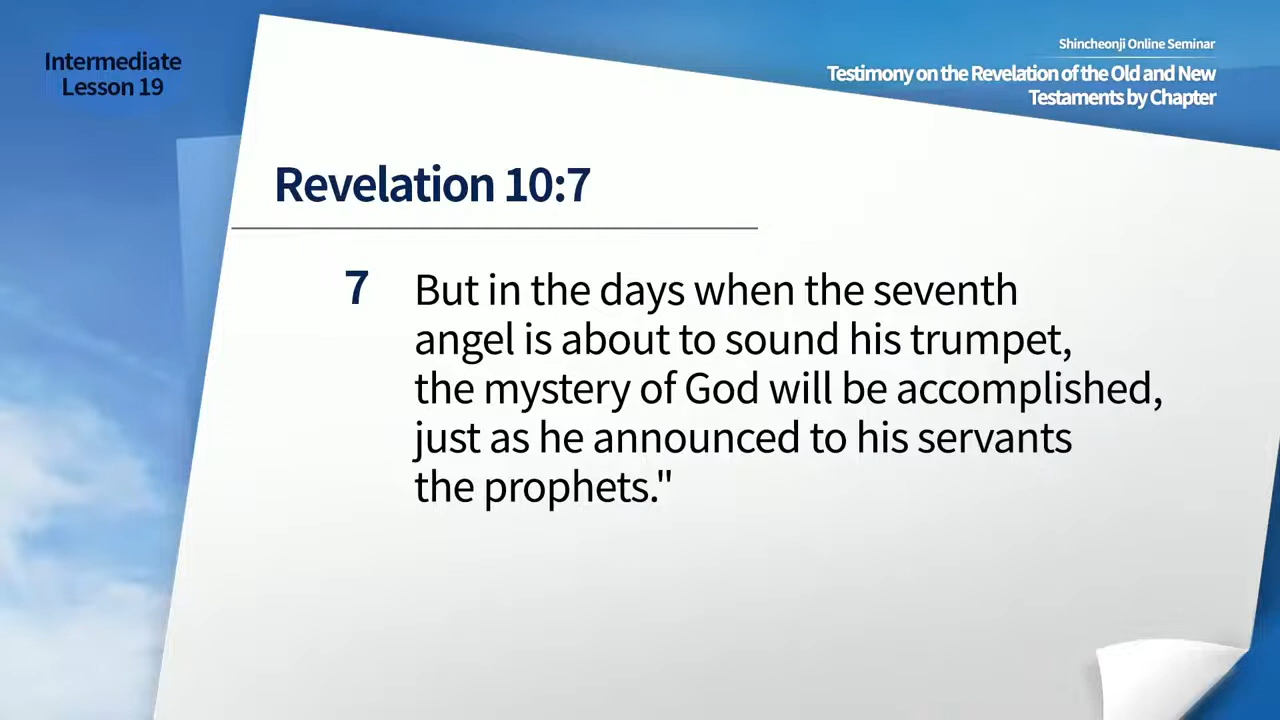 Intermediate
Lesson 19
Shincheonji Online Seminar
Testimony on the Revelation of the Old and New
Testaments by Chapter
Revelation 10:7
7 But in the days when the seventh
angel is about to sound his trumpet,
the mystery of God will be accomplished,
just as he announced to his servants
the prophets."